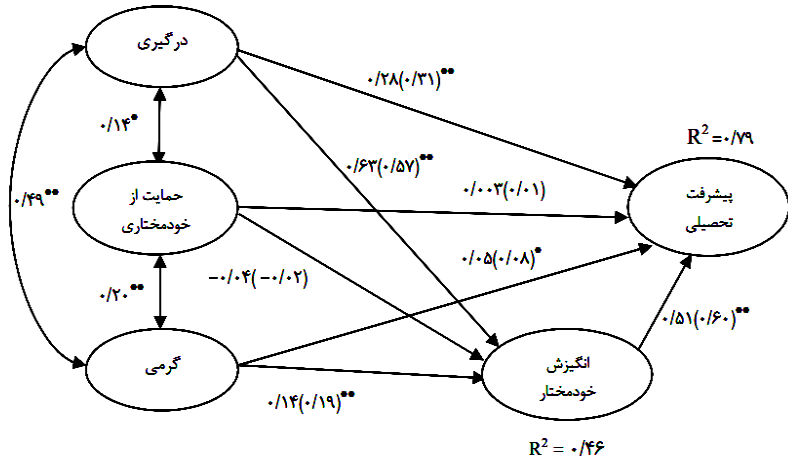 درگیری
۰/۲۸(۰/۳۱)**
۰/۱۴*
R² =۰/۷۹
۰/۶۳(۰/۵۷)**
حمایت از
خودمختاری
۰/۰۰۳(۰/۰۱)
پیشرفت
تحصیلی
۰/۴۹**
۰/۰۵(۰/۰۸)*
−۰/۰۴(−۰/۰۲)
۰/۲۰**
۰/۵۱(۰/۶۰)**
گرمی
انگیزش
خودمختار
۰/۱۴(۰/۱۹)**
R² = ۰/۴۶